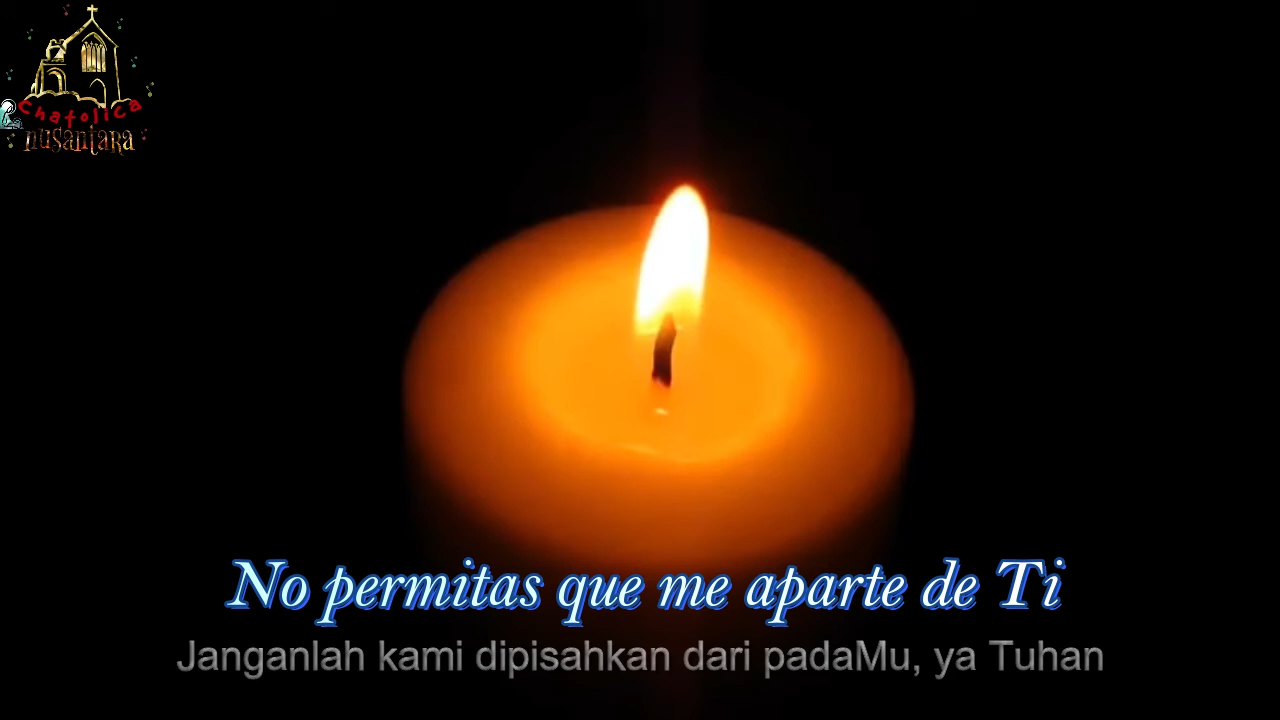 Chatolica
nusantara
No permitas que me aparte de Ti
Janganlah kami dipisahkan dari padaMu, ya Tuhan